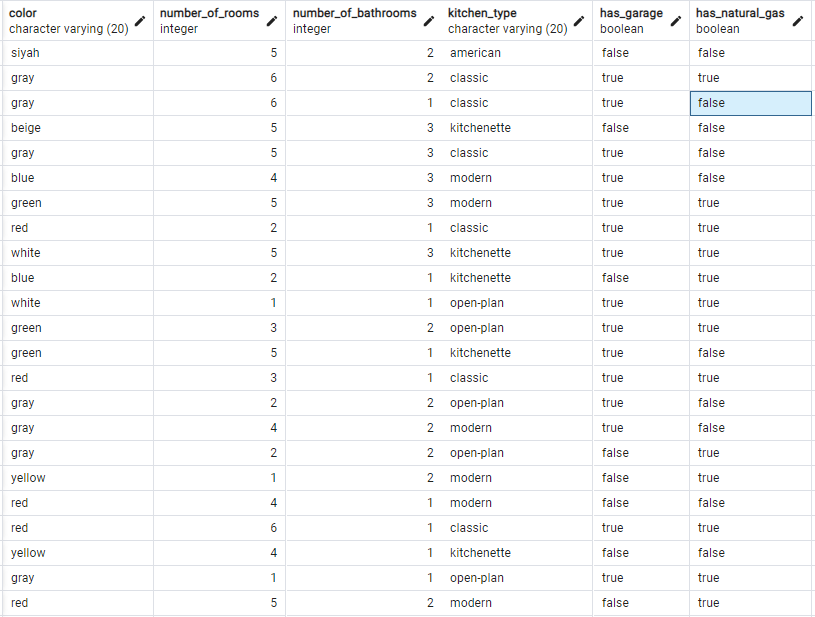 color number_of_rooms number_of_bathrooms kitchen_type has_garage has_natural_gas
character varying (20) integer integer character varying (20) boolean boolean
siyah 5 2 american false false
gray 6 2 classic true true
gray 6 1 classic true false
beige 5 3 kitchenette false false
gray 5 3 classic true false
blue 4 3 modern true false
green 5 3 modern true true
red 2 1 classic true true
white 5 3 kitchenette true true
blue 2 1 kitchenette false true
white 1 1 open-plan true true
green 3 2 open-plan true true
green 5 1 kitchenette true false
red 3 1 classic true true
gray 2 2 open-plan true false
gray 4 2 modern true false
gray 2 2 open-plan false true
yellow 1 2 modern false true
red 4 1 modern false false
red 6 1 classic true true
yellow 4 1 kitchenette false false
gray 1 1 open-plan true true
red 5 2 modern false true